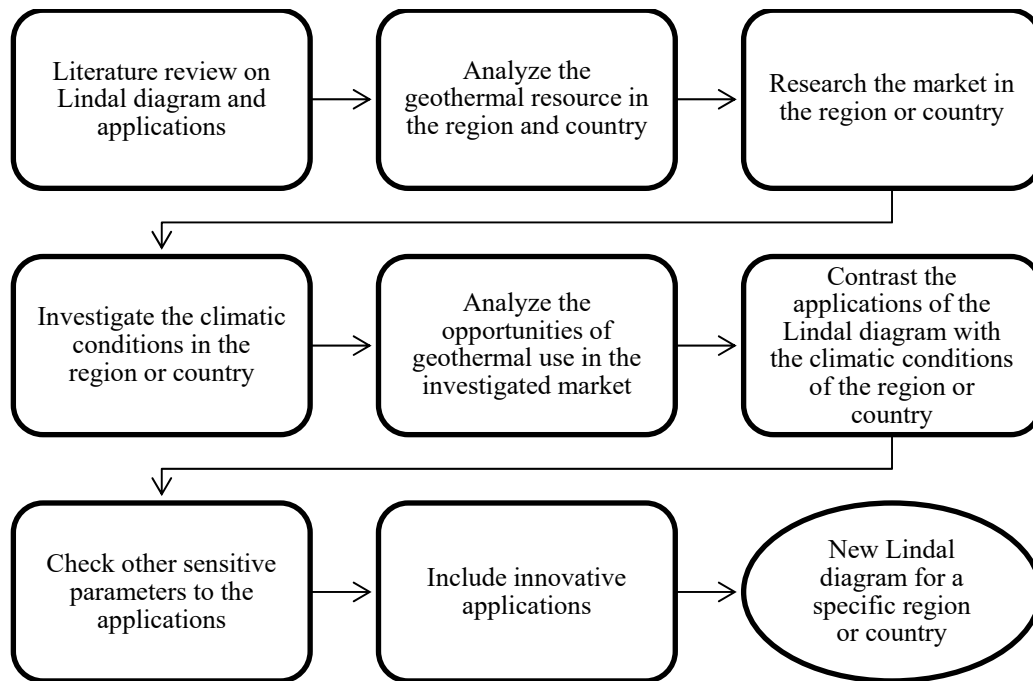 Literature review on
Lindal diagram and
applications
Analyze the
geothermal resource in
the region and country
Research the market in
the region or country
Investigate the climatic
conditions in the
region or country
Analyze the
opportunities of
geothermal use in the
investigated market
Contrast the
applications of the
Lindal diagram with
the climatic conditions
of the region or
country
Check other sensitive
parameters to the
applications
Include innovative
applications
New Lindal
diagram for a
specific region
or country